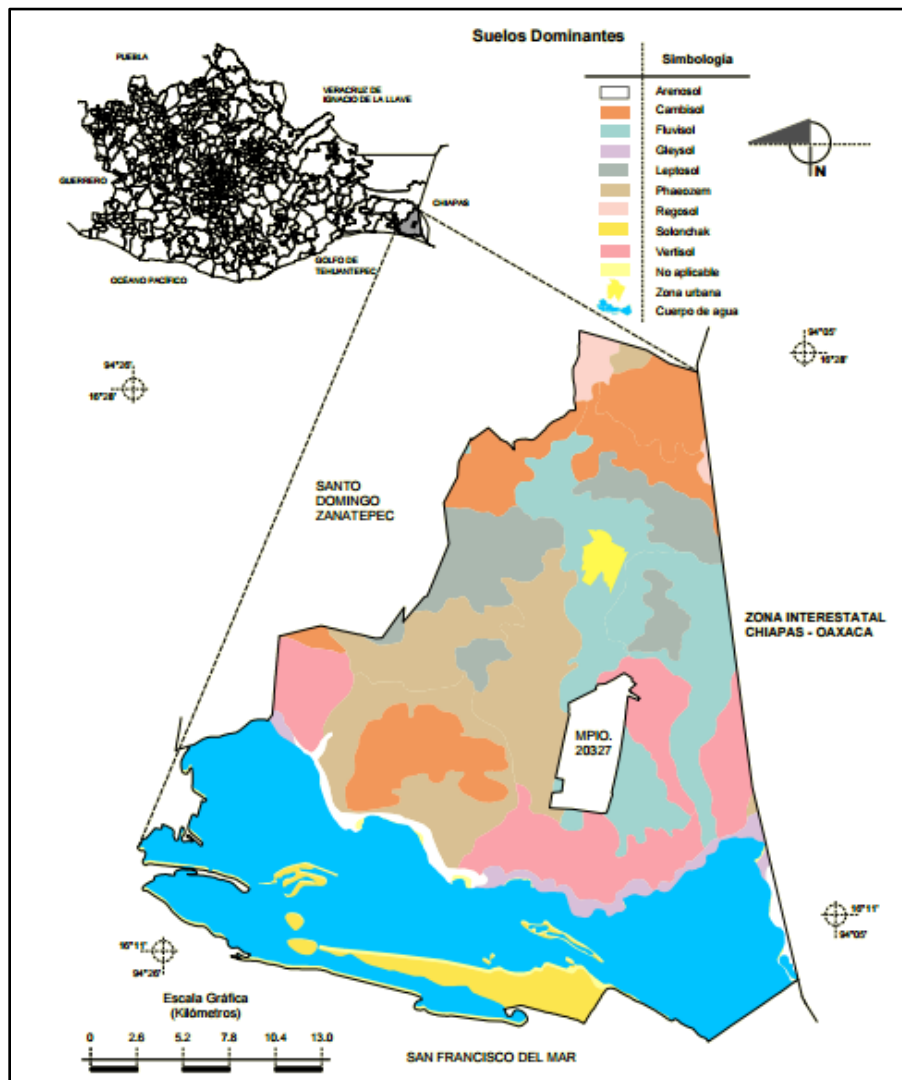 Suelos Dominantes
Simbología
Arenosol
Cambisol
Fluvisol
Gleysol
Leptosol
Phaeozem
Regosol
Solonchak
Vertisol
No aplicable
Zona urbana
Cuerpo de agua
N
PUEBLA
VERACRUZ DE
IGNACIO DE LA LLAVE
GUERRERO
CHIAPAS
GOLFO DE
TEHUANTEPEC
OCÉANO PACÍFICO
94°26'
16°28'
94°05'
16°28'
SANTO
DOMINGO
ZANATEPEC
ZONA INTERESTATAL
CHIAPAS - OAXACA
MPIO.
20327
16°11'
94°26'
16°11'
94°05'
Escala Gráfica
(Kilómetros)
0 2.6 5.2 7.8 10.4 13.0
SAN FRANCISCO DEL MAR